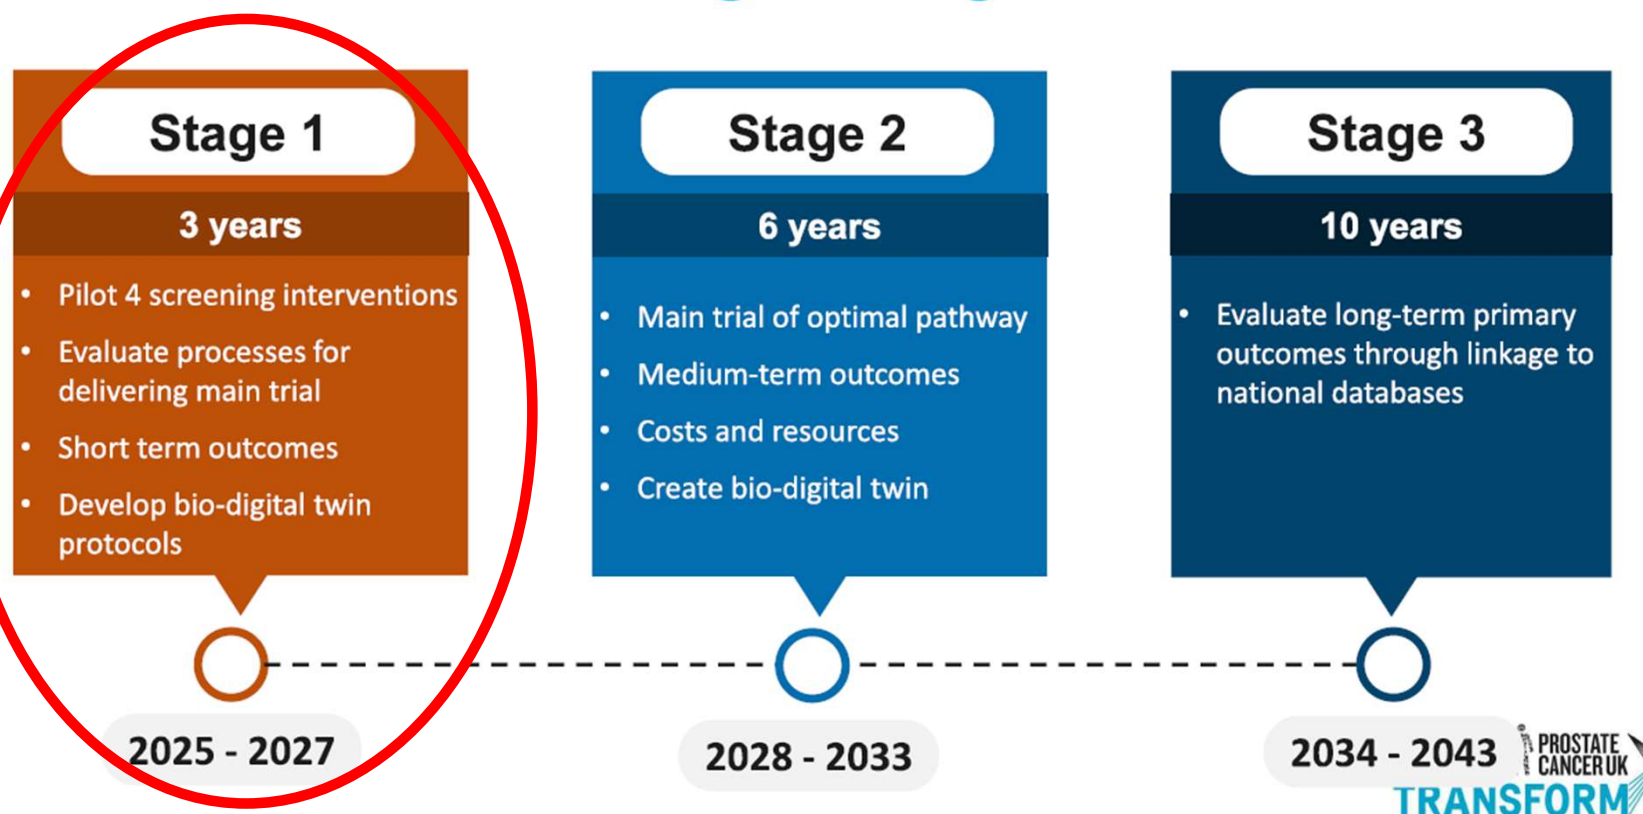 Stage 1
3 years
• Pilot 4 screening interventions
• Evaluate processes for
delivering main trial
• Short term outcomes
• Develop bio-digital twin
protocols
2025 - 2027
Stage 2
6 years
• Main trial of optimal pathway
• Medium-term outcomes
• Costs and resources
• Create bio-digital twin
2028 - 2033
Stage 3
10 years
• Evaluate long-term primary
outcomes through linkage to
national databases
2034 - 2043
PROSTATE
CANCER UK
TRANSFORM